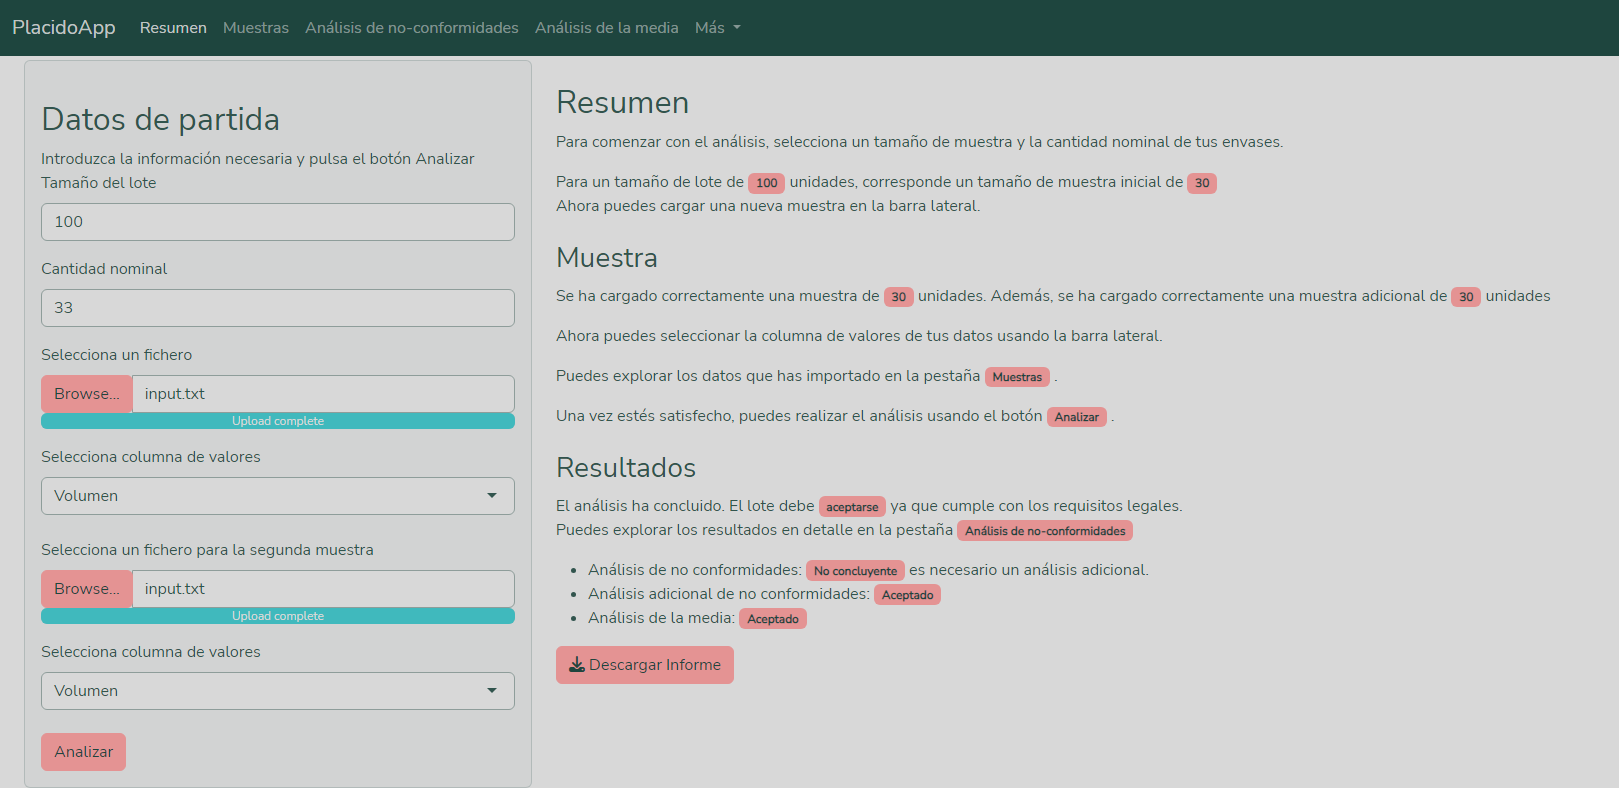 PlacidoApp Resumen Muestras Análisis de no-conformidades Análisis de la media Más
Datos de partida
Introduzca la información necesaria y pulsa el botón Analizar
Tamaño del lote
100
Cantidad nominal
33
Selecciona un fichero
Browse... input.txt
Upload complete
Selecciona columna de valores
Volumen
Selecciona un fichero para la segunda muestra
Browse... input.txt
Upload complete
Selecciona columna de valores
Volumen
Analizar
Resumen
Para comenzar con el análisis, selecciona un tamaño de muestra y la cantidad nominal de tus envases.
Para un tamaño de lote de 100 unidades, corresponde un tamaño de muestra inicial de 30
Ahora puedes cargar una nueva muestra en la barra lateral.
Muestra
Se ha cargado correctamente una muestra de 30 unidades. Además, se ha cargado correctamente una muestra adicional de 30 unidades
Ahora puedes seleccionar la columna de valores de tus datos usando la barra lateral.
Puedes explorar los datos que has importado en la pestaña Muestras .
Una vez estés satisfecho, puedes realizar el análisis usando el botón Analizar .
Resultados
El análisis ha concluido. El lote debe aceptarse ya que cumple con los requisitos legales.
Puedes explorar los resultados en detalle en la pestaña Análisis de no-conformidades
• Análisis de no conformidades: No concluyente es necesario un análisis adicional.
• Análisis adicional de no conformidades: Aceptado
• Análisis de la media: Aceptado
Descargar Informe